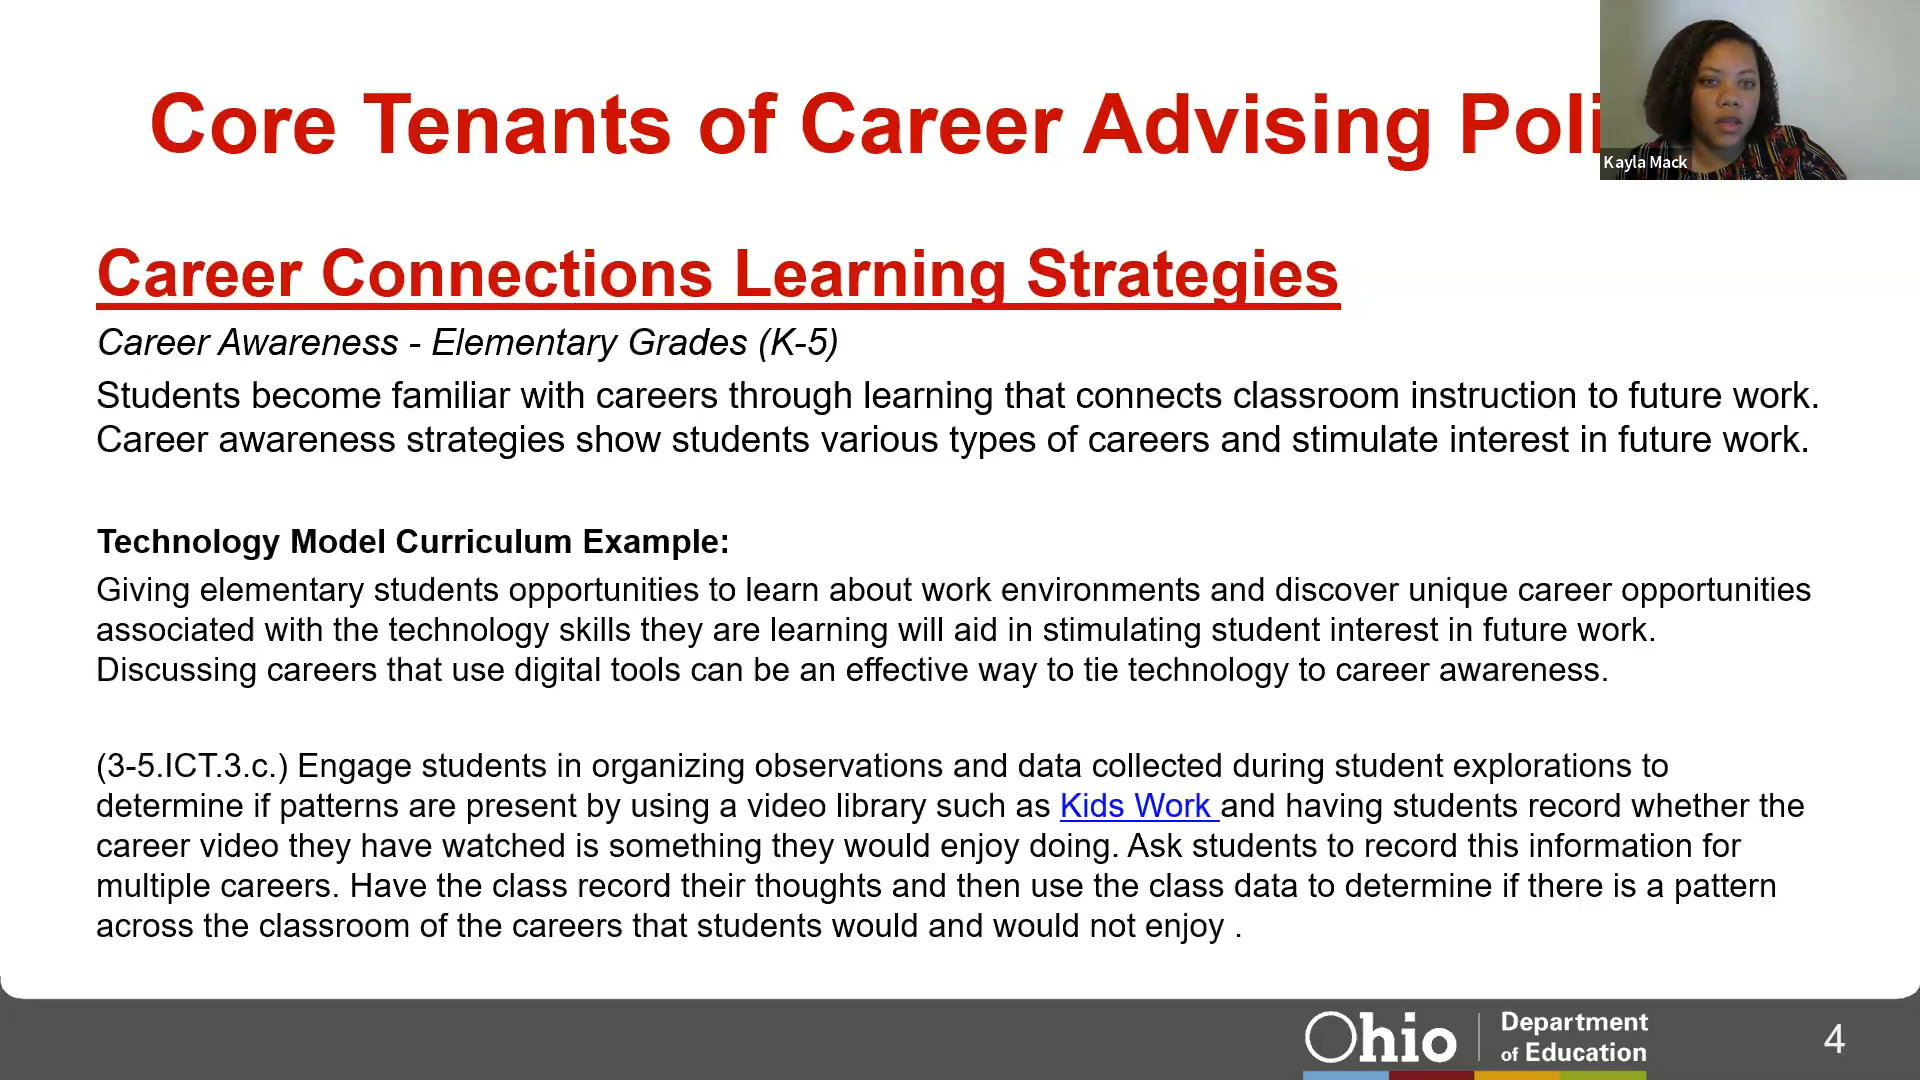 Core Tenants of Career Advising Poli
Kayla Mack
Career Connections Learning Strategies
Career Awareness - Elementary Grades (K-5)
Students become familiar with careers through learning that connects classroom instruction to future work.
Career awareness strategies show students various types of careers and stimulate interest in future work.
Technology Model Curriculum Example:
Giving elementary students opportunities to learn about work environments and discover unique career opportunities
associated with the technology skills they are learning will aid in stimulating student interest in future work.
Discussing careers that use digital tools can be an effective way to tie technology to career awareness.
(3-5.ICT.3.c.) Engage students in organizing observations and data collected during student explorations to
determine if patterns are present by using a video library such as Kids Work and having students record whether the
career video they have watched is something they would enjoy doing. Ask students to record this information for
multiple careers. Have the class record their thoughts and then use the class data to determine if there is a pattern
across the classroom of the careers that students would and would not enjoy .
Ohio
Department
of Education
4